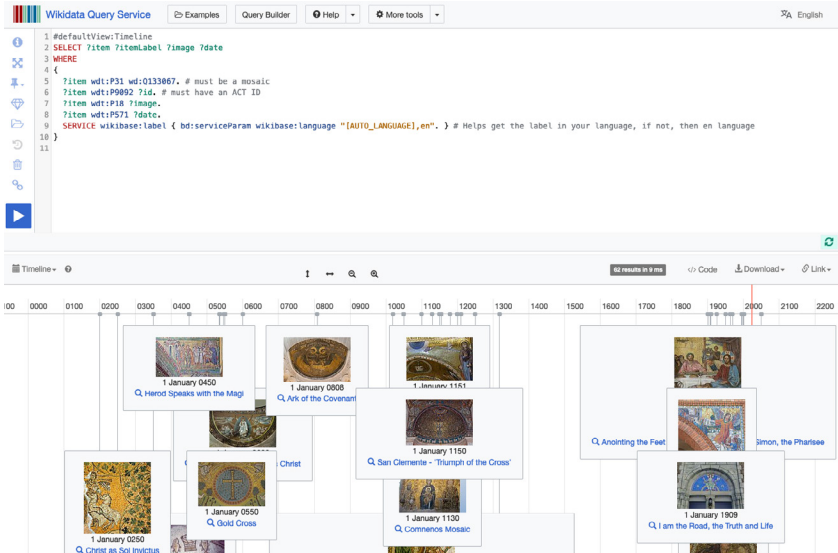 Wikidata Query Service Examples Query Builder Help More tools English
1 #defaultView:Timeline
2 SELECT ?item ?itemLabel ?image ?date
3 WHERE
4 {
5 ?item wdt:P31 wd:Q133067. # must be a mosaic
6 ?item wdt:P9092 ?id. # must have an ACT ID
7 ?item wdt:P18 ?image.
8 ?item wdt:P571 ?date.
9 SERVICE wikibase:label { bd:serviceParam wikibase:language "[AUTO_LANGUAGE],en". } # Helps get the label in your language, if not, then en language
10 }
11
Timeline 62 results in 9 ms </> Code Download Link
00 0000 0100 0200 0300 0400 0500 0600 0700 0800 0900 1000 1100 1200 1300 1400 1500 1600 1700 1800 1900 2000 2100 2200
1 January 0450
Herod Speaks with the Magi
1 January 0808
Ark of the Covenant
1 January 1151
1 January 1150
San Clemente - 'Triumph of the Cross'
Anointing the Feet
Simon, the Pharisee
Christ
1 January 0550
Gold Cross
1 January 1130
Comnenos Mosaic
1 January 1909
I am the Road, the Truth and Life
1 January 0250
Christ as Sol Invictus